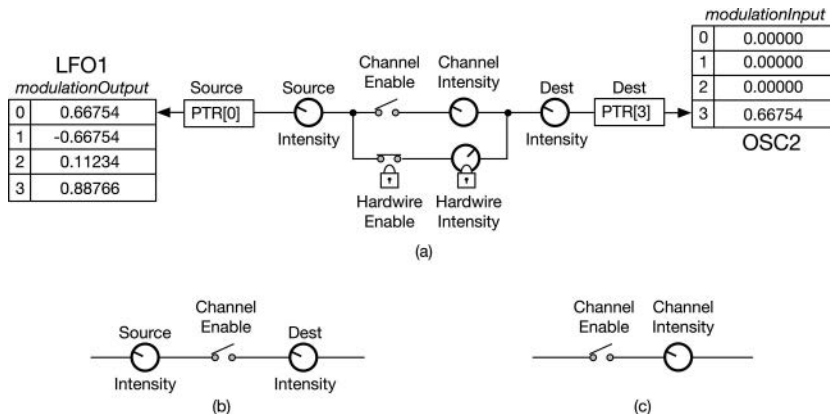 LFO1
modulationOutput
0 0.66754
1 -0.66754
2 0.11234
3 0.88766
Source
PTR[0]
Source
Intensity
Channel
Enable
Channel
Intensity
Hardwire
Enable
Hardwire
Intensity
Dest
Intensity
Dest
PTR[3]
modulationInput
0 0.00000
1 0.00000
2 0.00000
3 0.66754
OSC2
(a)
Source
Intensity
Channel
Enable
Dest
Intensity
(b)
Channel
Enable
Channel
Intensity
(c)